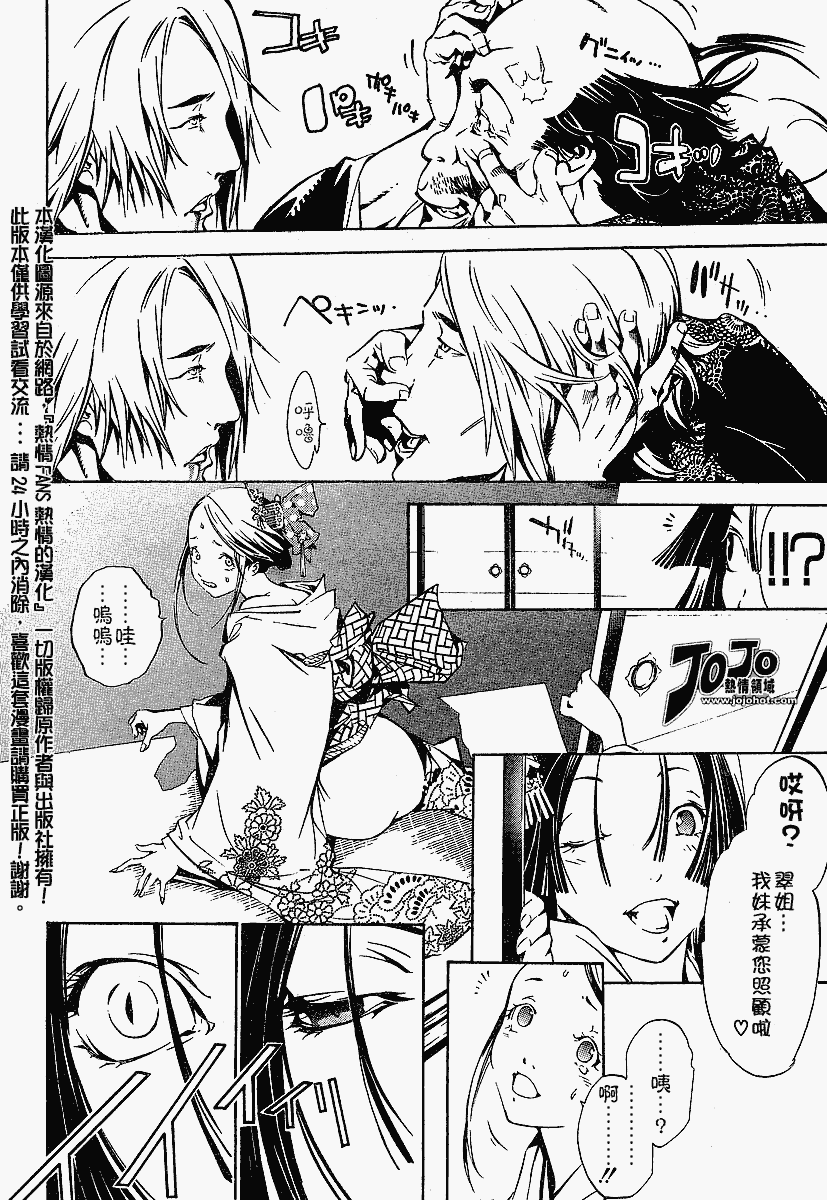 コキ…
グニィッ…
ポキ
パキ
パキ
コキ…ッ
ペキンッ…
呼嚕
!!?
ガガッ…
……哇
……
嗚嗚…
JOJO
熱情領域
www.jojohot.com
哎呀?
翠姐…
我妹承蒙您照顧啦♡
……咦
……?
啊……!!
本漢化圖源來自於網路，『熱情FANS 熱情的漢化』一切版權歸原作者與出版社擁有！
此版本僅供學習試看交流… 請24小時之內消除．喜歡這套漫畫請購買正版！謝謝。